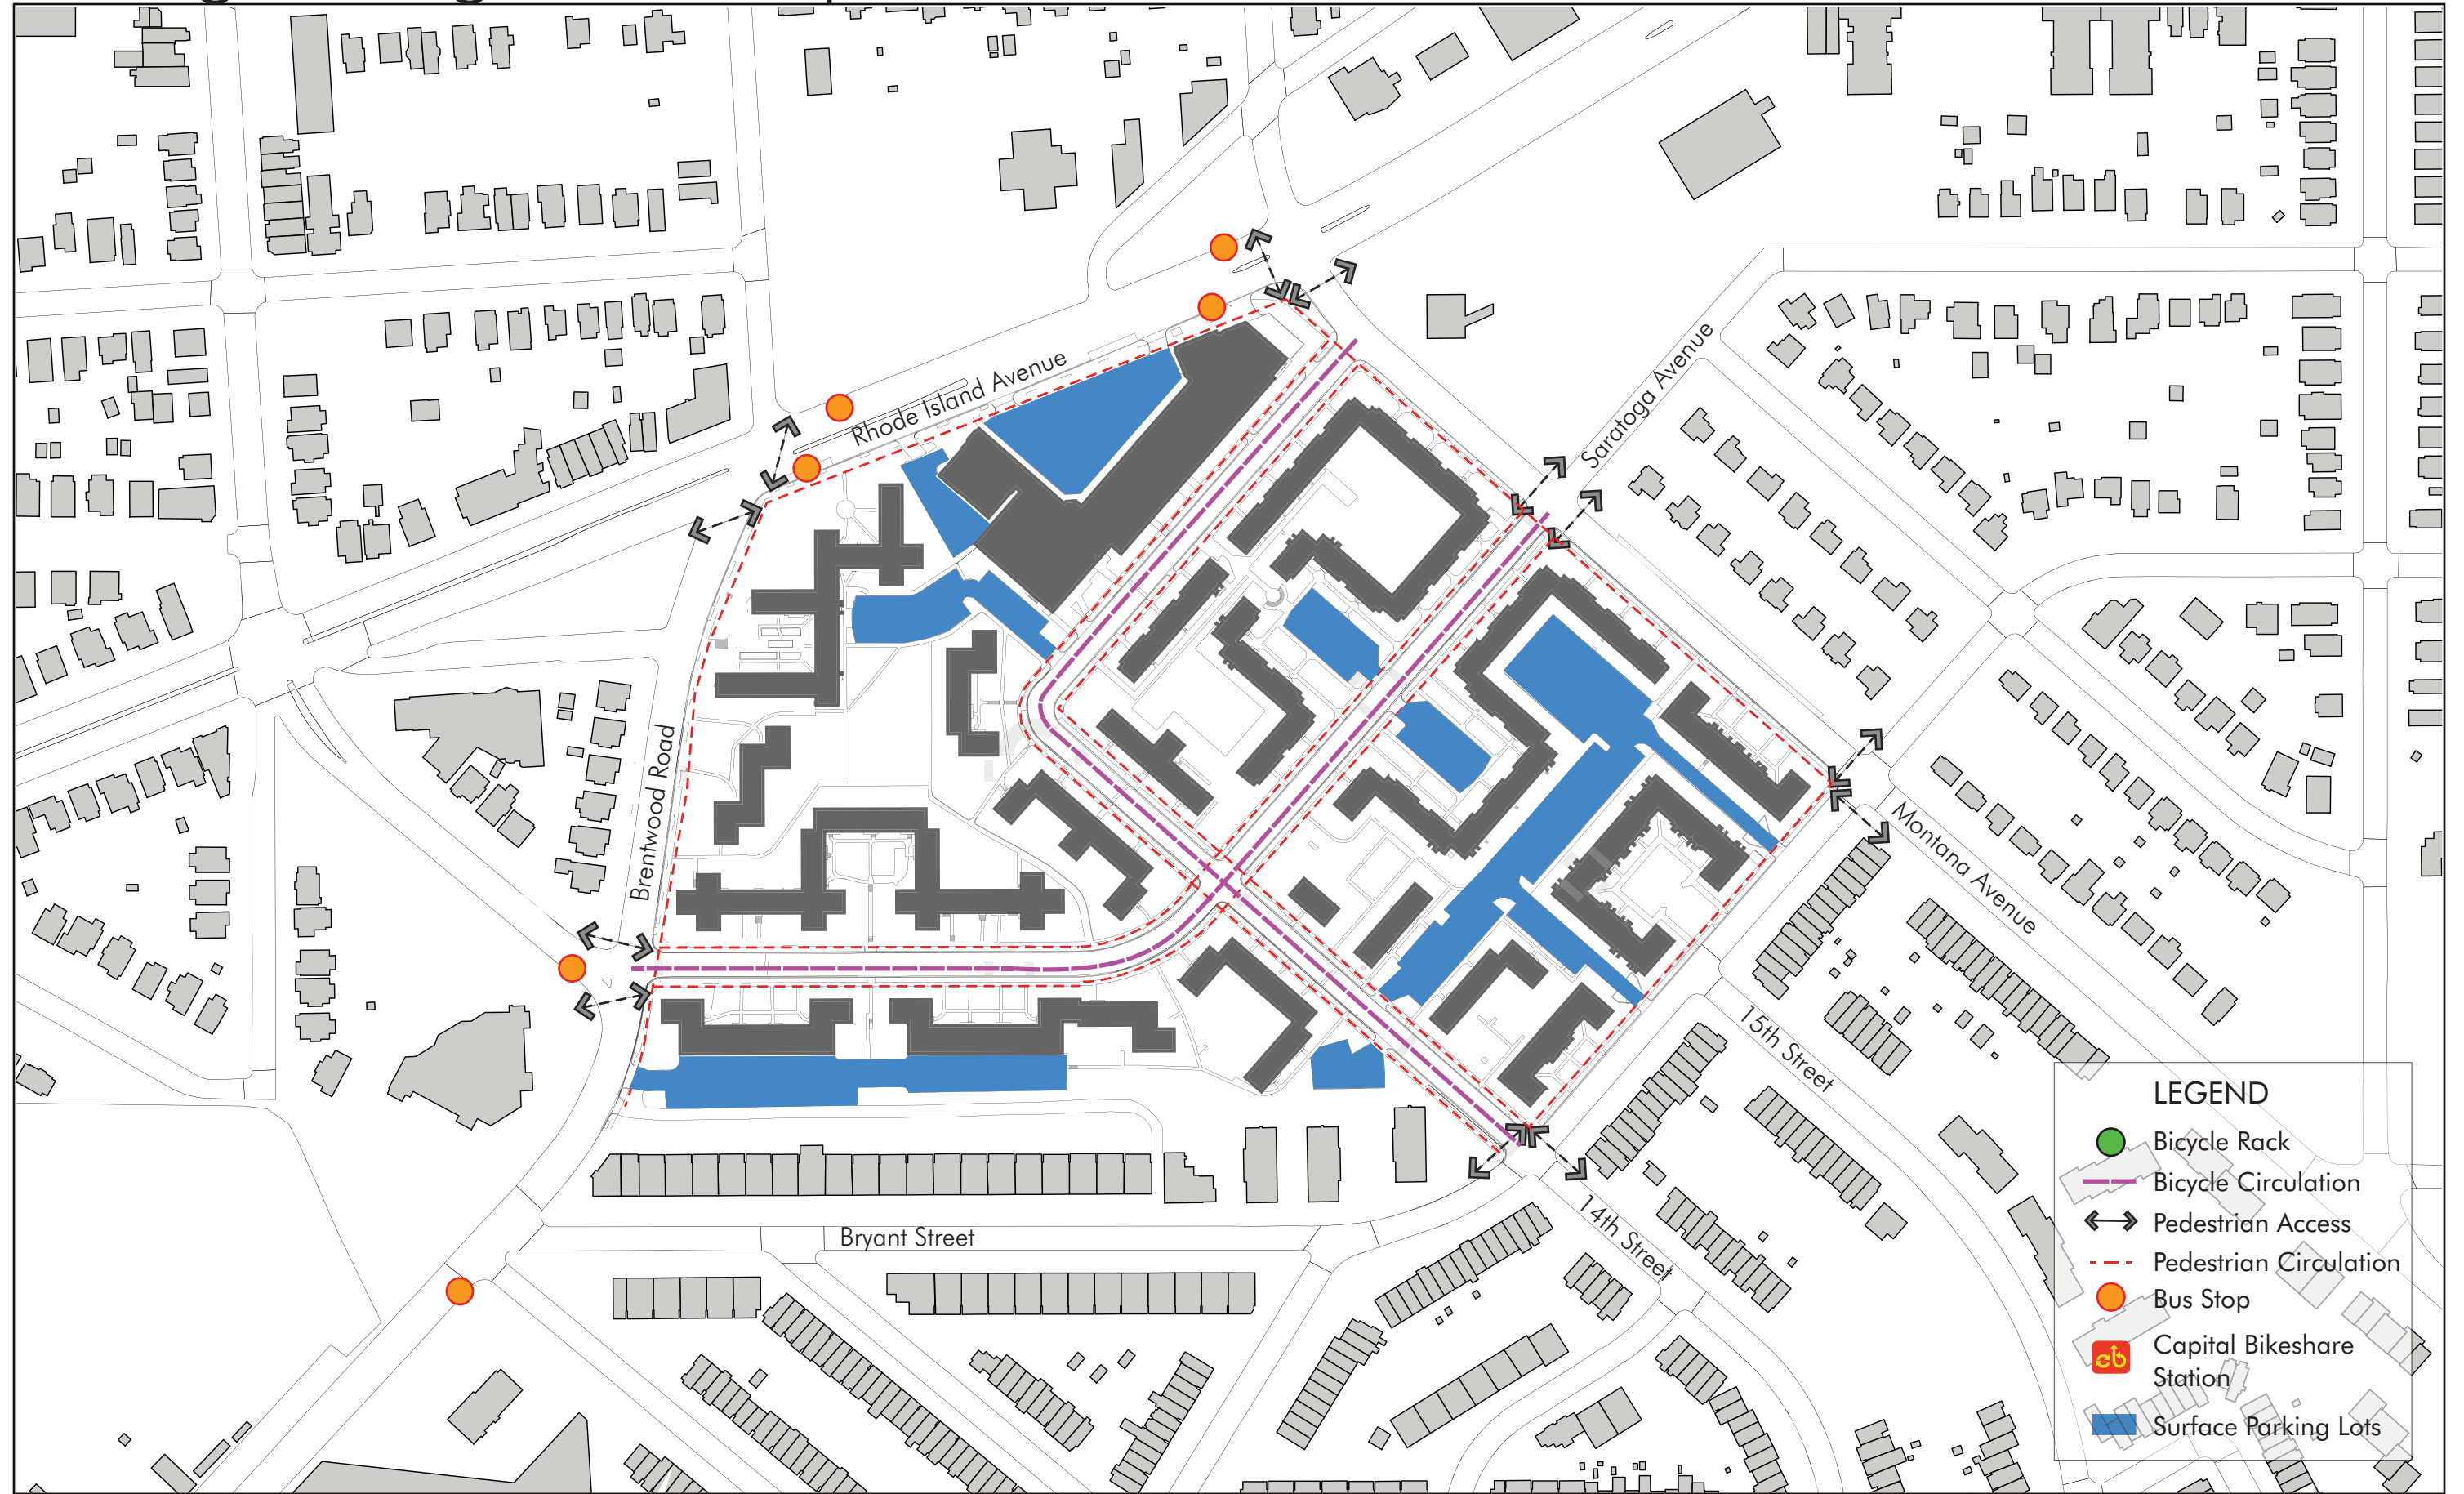 Rhode Island Avenue
Saratoga Avenue
Brentwood Road
Montana Avenue
15th Street
14th Street
Bryant Street
LEGEND
Bicycle Rack
Bicycle Circulation
Pedestrian Access
Pedestrian Circulation
Bus Stop
Capital Bikeshare
Station
Surface Parking Lots